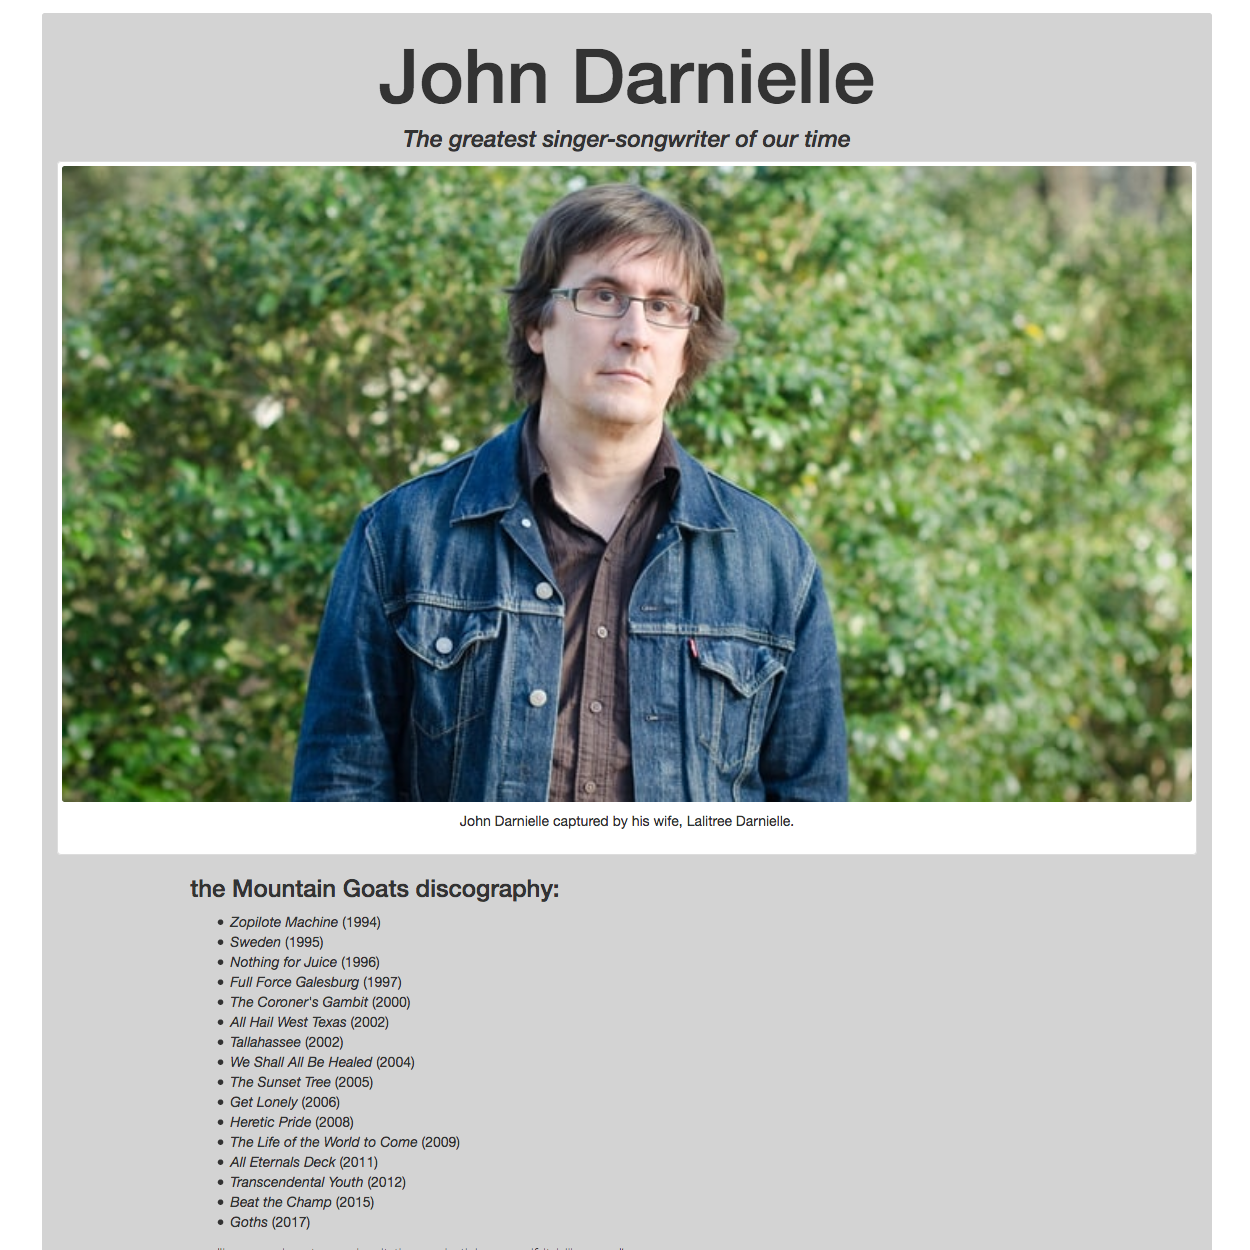 John Darnielle
The greatest singer-songwriter of our time
John Darnielle captured by his wife, Lalitree Darnielle.
the Mountain Goats discography:
• Zopilote Machine (1994)
• Sweden (1995)
• Nothing for Juice (1996)
• Full Force Galesburg (1997)
• The Coroner's Gambit (2000)
• All Hail West Texas (2002)
• Tallahassee (2002)
• We Shall All Be Healed (2004)
• The Sunset Tree (2005)
• Get Lonely (2006)
• Heretic Pride (2008)
• The Life of the World to Come (2009)
• All Eternals Deck (2011)
• Transcendental Youth (2012)
• Beat the Champ (2015)
• Goths (2017)